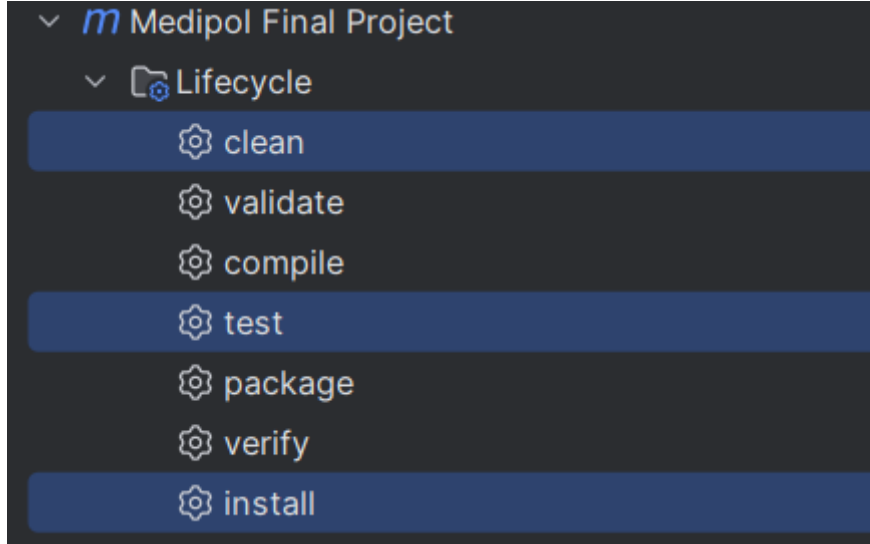 m Medipol Final Project
Lifecycle
clean
validate
compile
test
package
verify
install